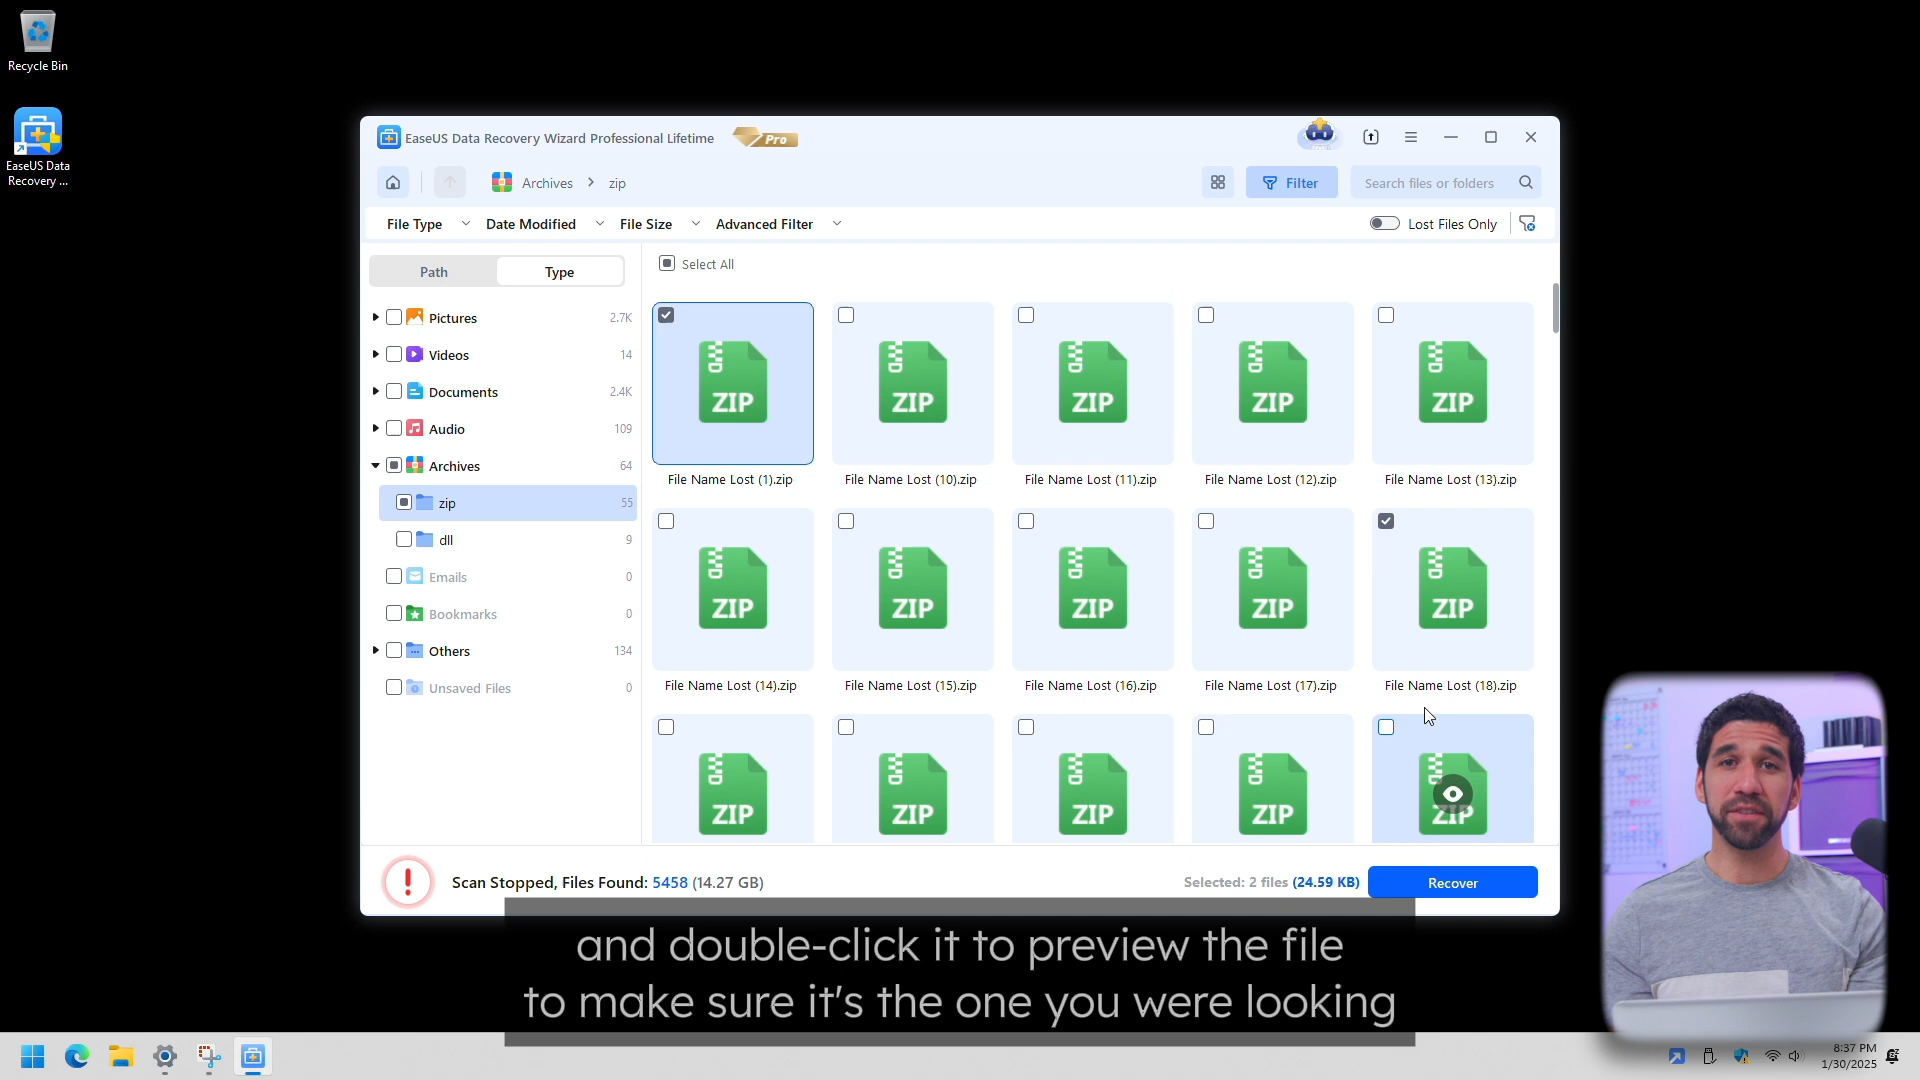 Recycle Bin
EaseUS Data
Recovery ...
EaseUS Data Recovery Wizard Professional Lifetime
Pro
Archives
zip
Filter
Search files or folders
File Type
Date Modified
File Size
Advanced Filter
Lost Files Only
Path
Type
Select All
Pictures 2.7K
Videos 14
Documents 2.4K
Audio 109
Archives 64
zip 55
dll 9
Emails 0
Bookmarks 0
Others 134
Unsaved Files 0
ZIP ZIP ZIP ZIP ZIP
File Name Lost (1).zip File Name Lost (10).zip File Name Lost (11).zip File Name Lost (12).zip File Name Lost (13).zip
ZIP ZIP ZIP ZIP ZIP
File Name Lost (14).zip File Name Lost (15).zip File Name Lost (16).zip File Name Lost (17).zip File Name Lost (18).zip
ZIP ZIP ZIP ZIP ZIP
Scan Stopped, Files Found: 5458 (14.27 GB)
Selected: 2 files (24.59 KB)
Recover
and double-click it to preview the file
to make sure it's the one you were looking
8:37 PM
1/30/2025